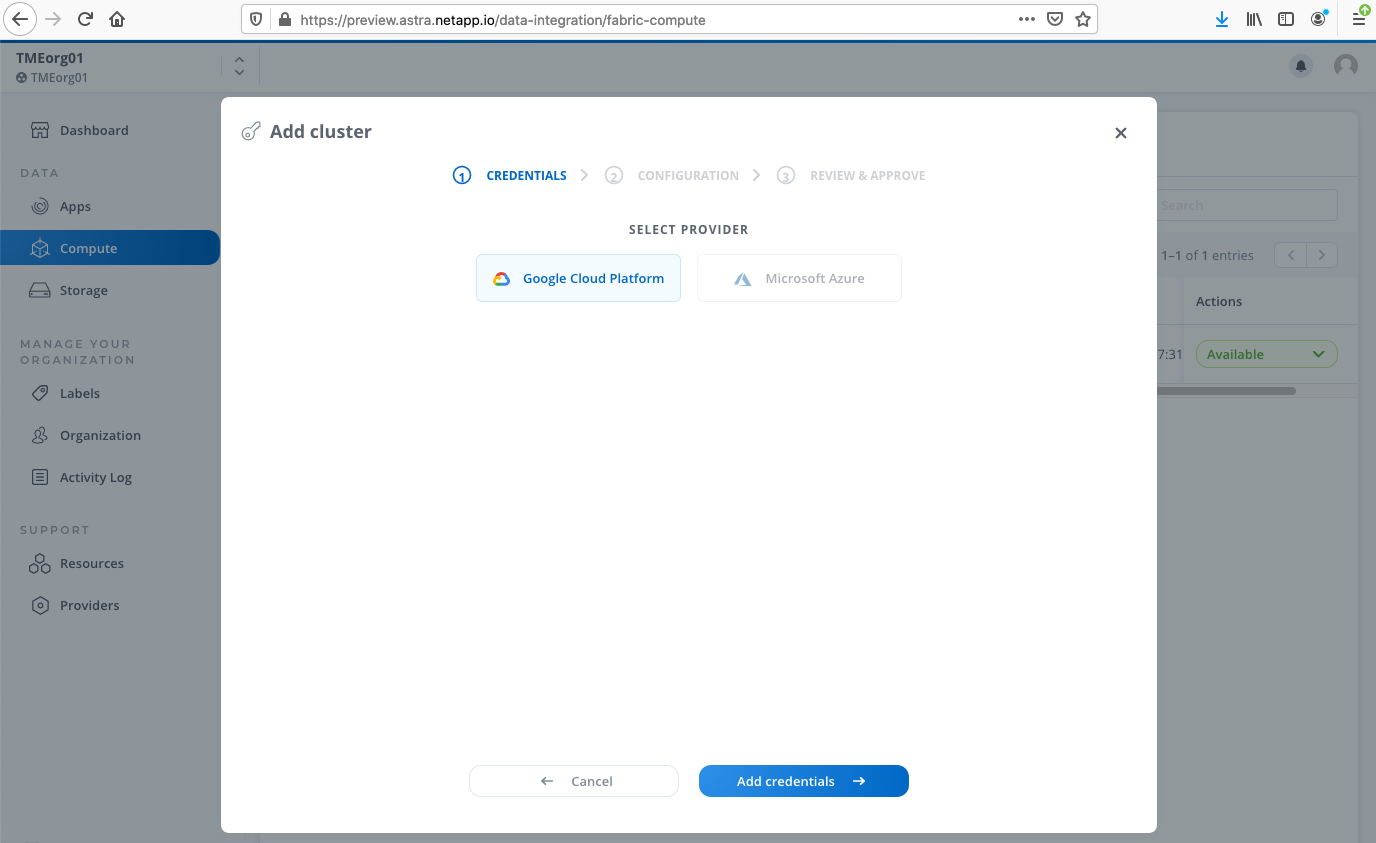 https://preview.astra.netapp.io/data-integration/fabric-compute
TMEorg01
TMEorg01
Dashboard
DATA
Apps
Compute
Storage
MANAGE YOUR
ORGANIZATION
Labels
Organization
Activity Log
SUPPORT
Resources
Providers
Add cluster
1 CREDENTIALS 2 CONFIGURATION 3 REVIEW & APPROVE
SELECT PROVIDER
Google Cloud Platform Microsoft Azure
Cancel Add credentials
Search
1–1 of 1 entries
Actions
7:31 Available